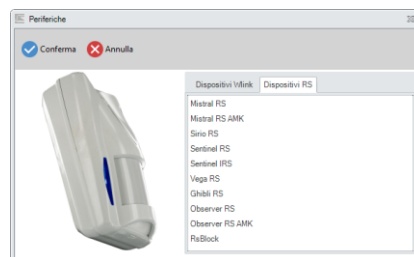 Periferiche
Conferma Annulla
Dispositivi Wlink Dispositivi RS
Mistral RS
Mistral RS AMK
Sirio RS
Sentinel RS
Sentinel IRS
Vega RS
Ghibli RS
Observer RS
Observer RS AMK
RsBlock